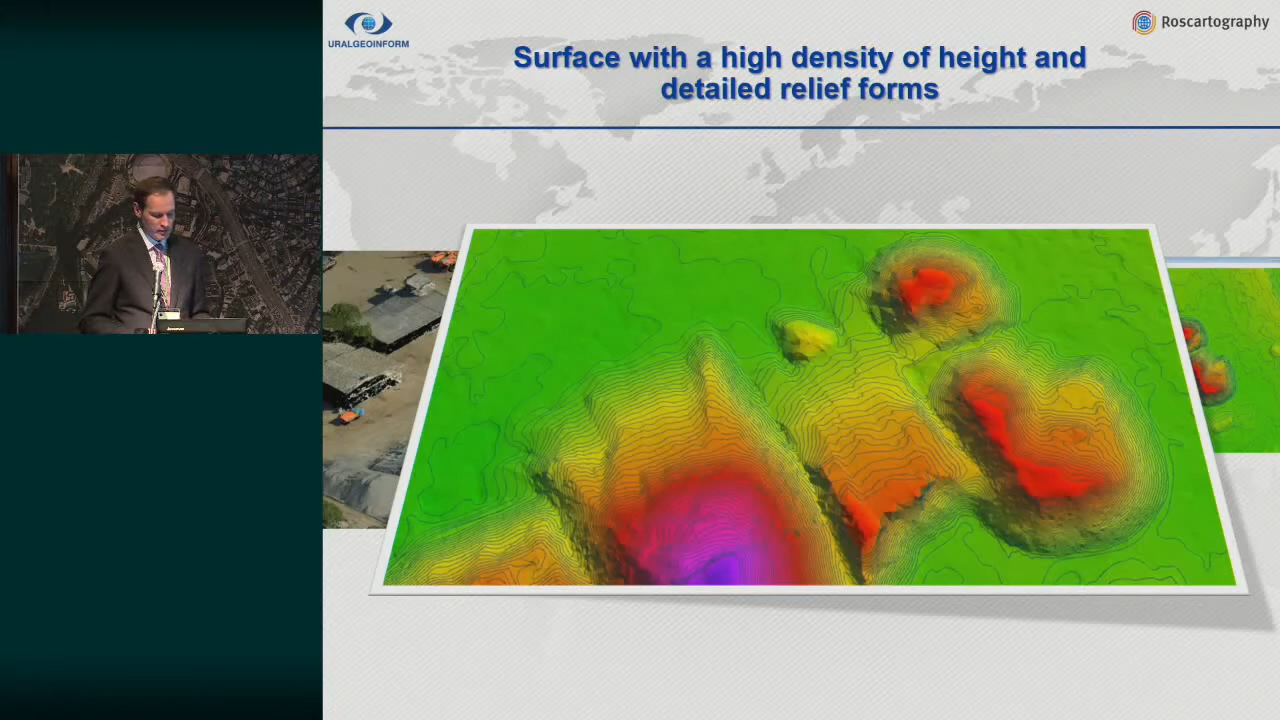 URALGEOINFORM
Roscartography
Surface with a high density of height and
detailed relief forms